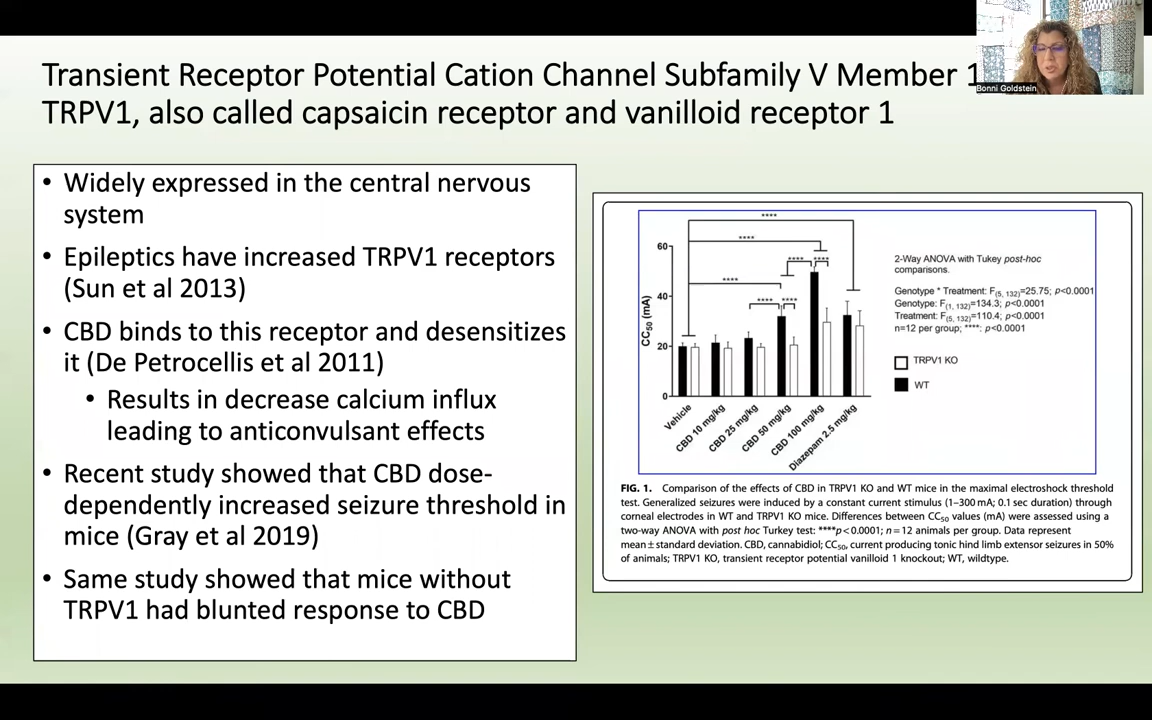 Transient Receptor Potential Cation Channel Subfamily V Member 1
TRPV1, also called capsaicin receptor and vanilloid receptor 1
Bonni Goldstein
• Widely expressed in the central nervous
system
• Epileptics have increased TRPV1 receptors
(Sun et al 2013)
• CBD binds to this receptor and desensitizes
it (De Petrocellis et al 2011)
• Results in decrease calcium influx
leading to anticonvulsant effects
• Recent study showed that CBD dose-
dependently increased seizure threshold in
mice (Gray et al 2019)
• Same study showed that mice without
TRPV1 had blunted response to CBD
****
****
**** ****
****
**** ****
60
40
20
0
CC50 (mA)
Vehicle
CBD 10 mg/kg
CBD 25 mg/kg
CBD 50 mg/kg
CBD 100 mg/kg
Diazepam 2.5 mg/kg
2-Way ANOVA with Tukey post-hoc
comparisons.
Genotype * Treatment: F(5, 132)=25.75; p<0.0001
Genotype: F(1, 132)=134.3; p<0.0001
Treatment: F(5, 132)=110.4; p<0.0001
n=12 per group; ****: p<0.0001
TRPV1 KO
WT
FIG. 1. Comparison of the effects of CBD in TRPV1 KO and WT mice in the maximal electroshock threshold
test. Generalized seizures were induced by a constant current stimulus (1–300 mA; 0.1 sec duration) through
corneal electrodes in WT and TRPV1 KO mice. Differences between CC50 values (mA) were assessed using a
two-way ANOVA with post hoc Turkey test: ****p < 0.0001; n = 12 animals per group. Data represent
mean ± standard deviation. CBD, cannabidiol; CC50, current producing tonic hind limb extensor seizures in 50%
of animals; TRPV1 KO, transient receptor potential vanilloid 1 knockout; WT, wildtype.